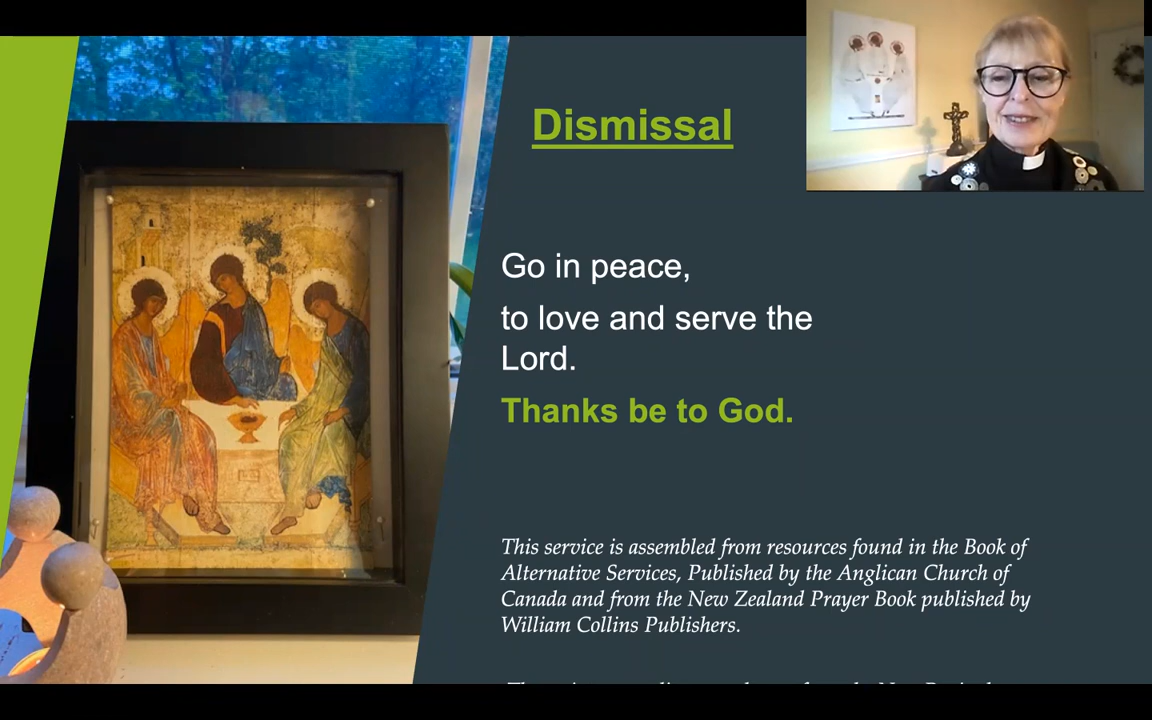 Dismissal
Go in peace,
to love and serve the
Lord.
Thanks be to God.
This service is assembled from resources found in the Book of
Alternative Services, Published by the Anglican Church of
Canada and from the New Zealand Prayer Book published by
William Collins Publishers.